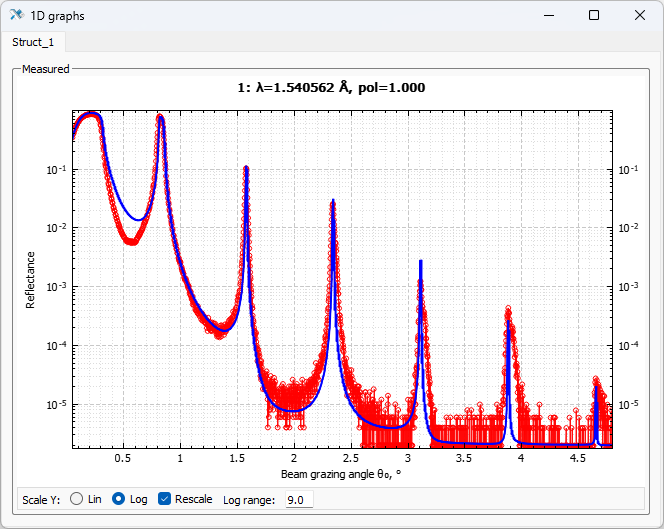 1D graphs
Struct_1
Measured
1: λ=1.540562 Å, pol=1.000
Reflectance
10⁻¹ 10⁻¹
10⁻² 10⁻²
10⁻³ 10⁻³
10⁻⁴ 10⁻⁴
10⁻⁵ 10⁻⁵
0.5 1 1.5 2 2.5 3 3.5 4 4.5
Beam grazing angle θ₀, °
Scale Y: Lin Log Rescale Log range: 9.0